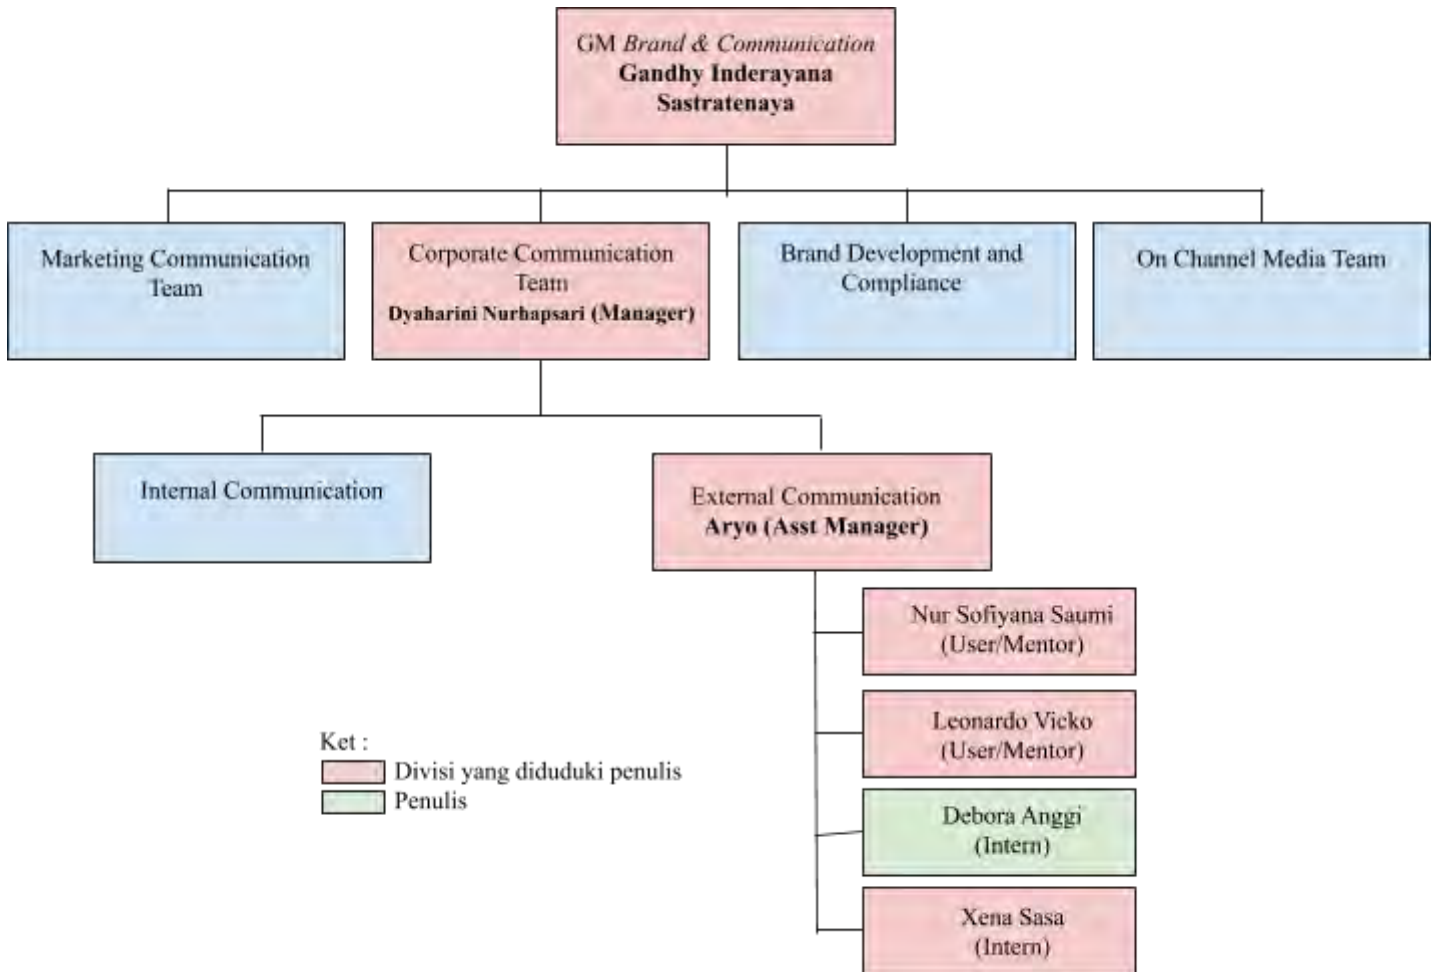 GM Brand & Communication
Gandhy Inderayana
Sastratenaya
Marketing Communication
Team
Corporate Communication
Team
Dyaharini Nurhapsari (Manager)
Brand Development and
Compliance
On Channel Media Team
Internal Communication
External Communication
Aryo (Asst Manager)
Nur Sofiyana Saumi
(User/Mentor)
Leonardo Vicko
(User/Mentor)
Debora Anggi
(Intern)
Xena Sasa
(Intern)
Ket :
Divisi yang diduduki penulis
Penulis